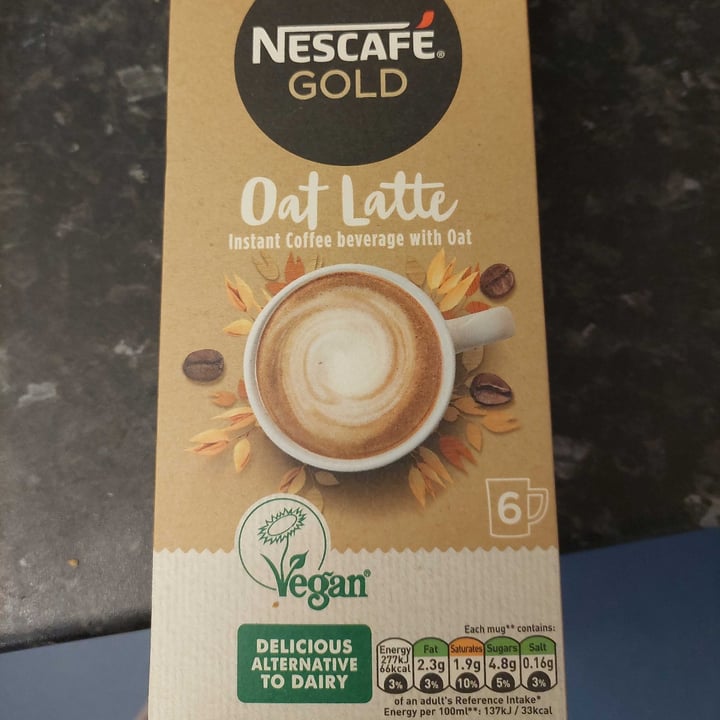 NESCAFÉ®
GOLD
Oat Latte
Instant Coffee beverage with Oat
6
Vegan®
DELICIOUS
ALTERNATIVE
TO DAIRY
Each mug** contains:
Energy Fat Saturates Sugars Salt
277kJ
66kcal 2.3g 1.9g 4.8g 0.16g
3% 3% 10% 5% 3%
of an adult's Reference Intake*
Energy per 100ml**: 137kJ / 33kcal